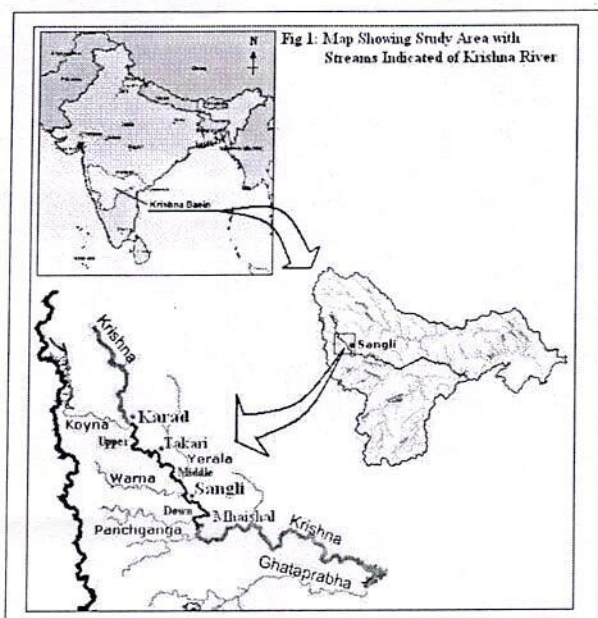 Fig 1: Map Showing Study Area with
Streams Indicated of Krishna River
N
Krishna Basin
Sangli
Krishna
Karad
Koyna
Upper
Takari
Yerala
Middle
Warna
Sangli
Down
Mhaishal
Panchganga
Krishna
Ghataprabha